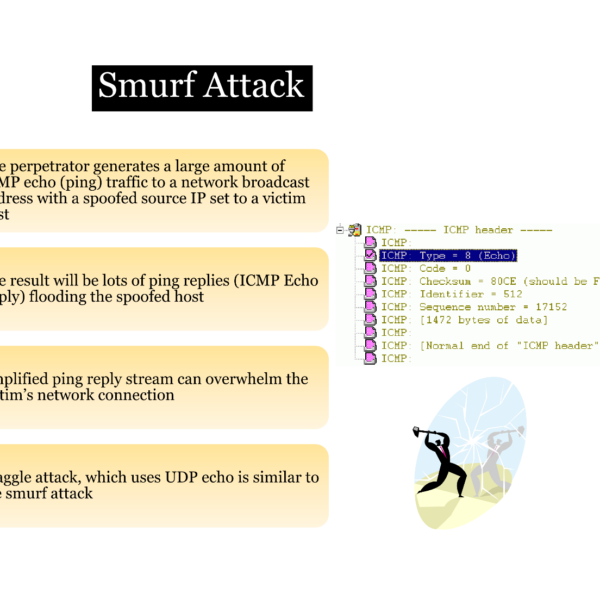 Smurf Attack
e perpetrator generates a large amount of
MP echo (ping) traffic to a network broadcast
dress with a spoofed source IP set to a victim
st
e result will be lots of ping replies (ICMP Echo
ply) flooding the spoofed host
mplified ping reply stream can overwhelm the
tim's network connection
aggle attack, which uses UDP echo is similar to
e smurf attack
ICMP: ----- ICMP header -----
ICMP:
ICMP: Type = 8 (Echo)
ICMP: Code = 0
ICMP: Checksum = 80CE (should be F
ICMP: Identifier = 512
ICMP: Sequence number = 17152
ICMP: [1472 bytes of data]
ICMP:
ICMP: [Normal end of "ICMP header"
ICMP: